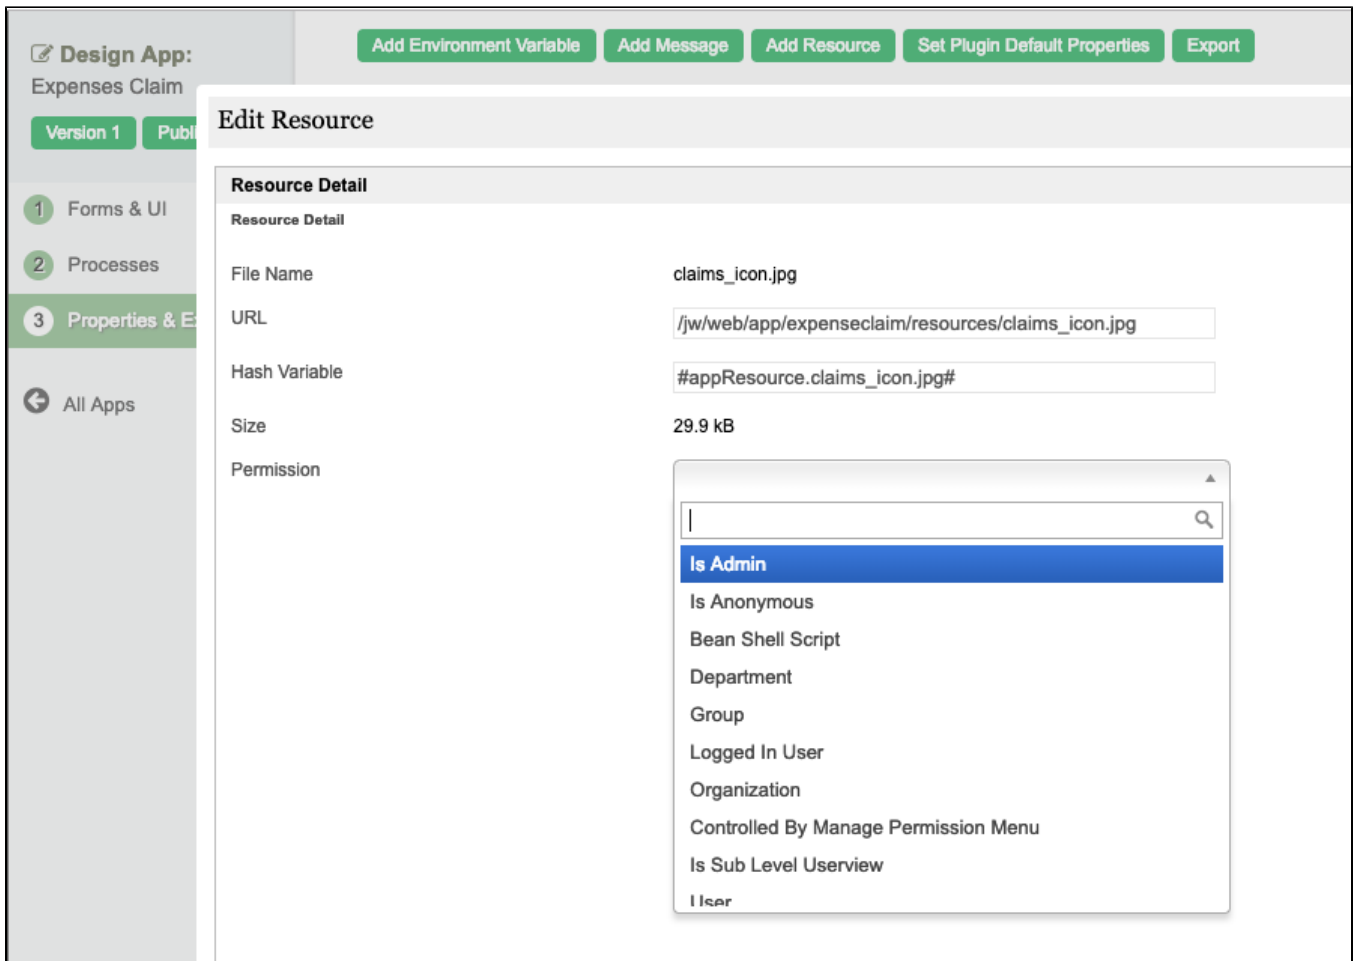 Design App:
Expenses Claim
Version 1
Publi
Add Environment Variable
Add Message
Add Resource
Set Plugin Default Properties
Export
1 Forms & UI
2 Processes
3 Properties & E
All Apps
Edit Resource
Resource Detail
Resource Detail
File Name claims_icon.jpg
URL /jw/web/app/expenseclaim/resources/claims_icon.jpg
Hash Variable #appResource.claims_icon.jpg#
Size 29.9 kB
Permission
Is Admin
Is Anonymous
Bean Shell Script
Department
Group
Logged In User
Organization
Controlled By Manage Permission Menu
Is Sub Level Userview
User